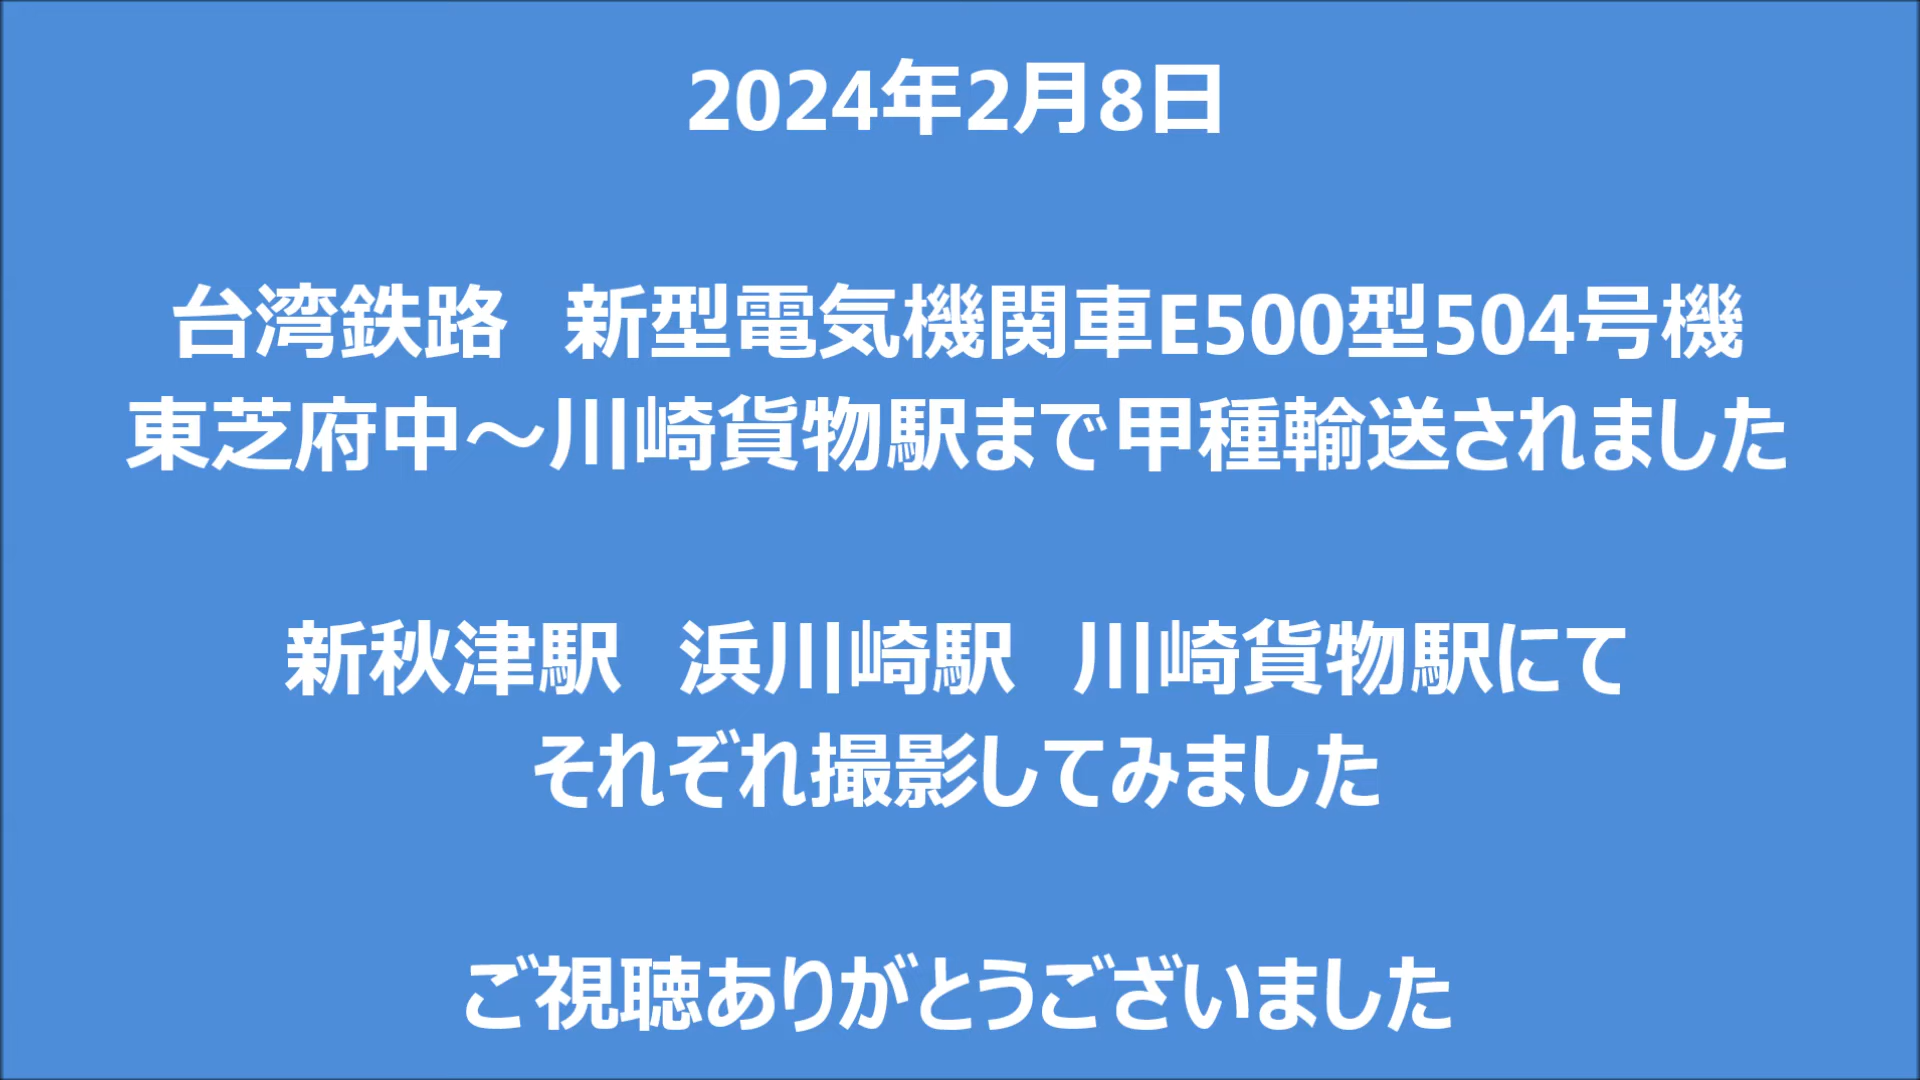 2024年2月8日
台湾鉄路 新型電気機関車E500型504号機
東芝府中～川崎貨物駅まで甲種輸送されました
新秋津駅 浜川崎駅 川崎貨物駅にて
それぞれ撮影してみました
ご視聴ありがとうございました